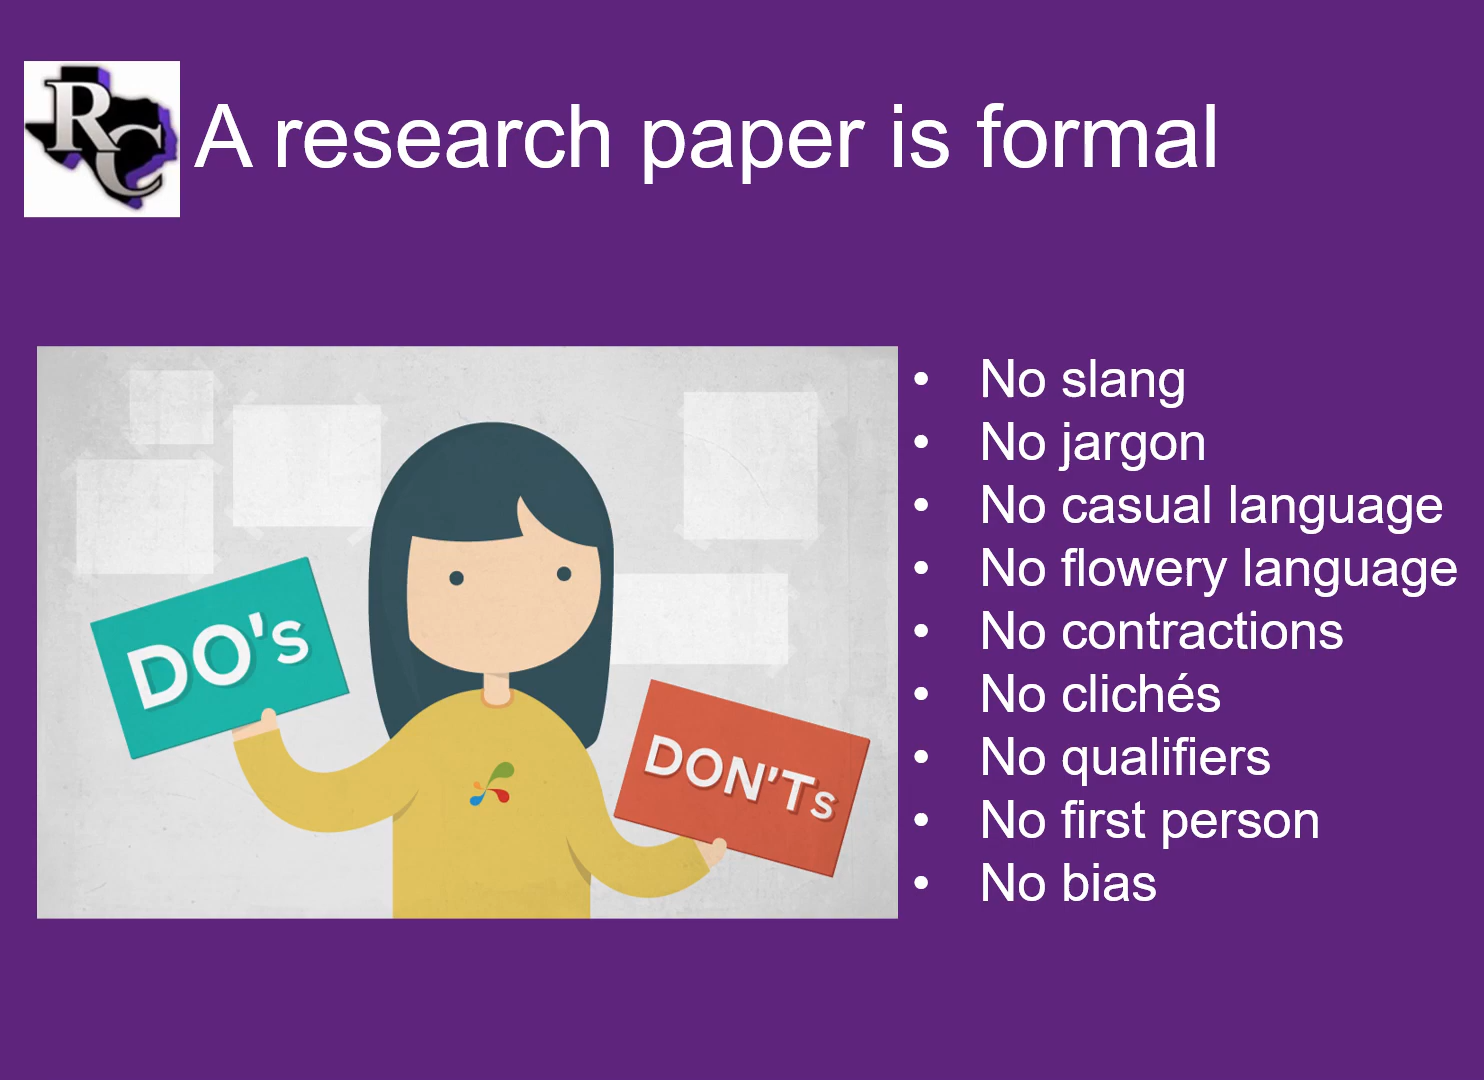 RC
A research paper is formal
DO's
DON'Ts
• No slang
• No jargon
• No casual language
• No flowery language
• No contractions
• No clichés
• No qualifiers
• No first person
• No bias